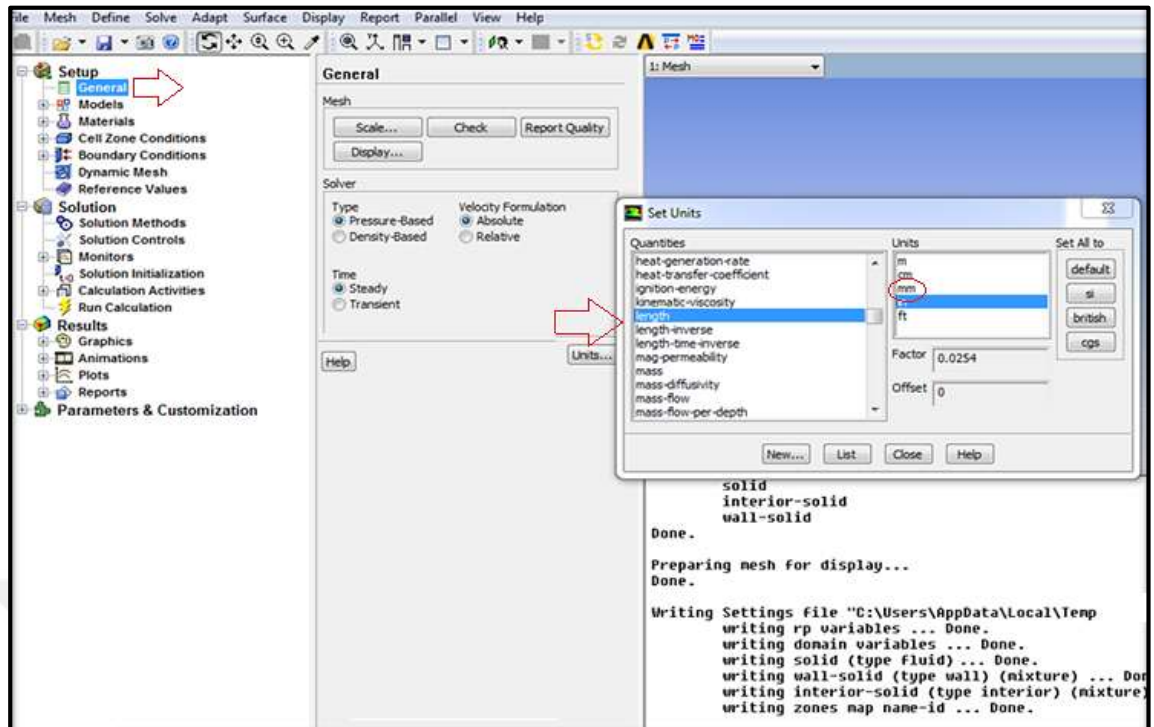 File Mesh Define Solve Adapt Surface Display Report Parallel View Help
Setup
General
Models
Materials
Cell Zone Conditions
Boundary Conditions
Dynamic Mesh
Reference Values
Solution
Solution Methods
Solution Controls
Monitors
Solution Initialization
Calculation Activities
Run Calculation
Results
Graphics
Animations
Plots
Reports
Parameters & Customization
General
Mesh
Scale... Check Report Quality
Display...
Solver
Type Velocity Formulation
Pressure-Based Absolute
Density-Based Relative
Time
Steady
Transient
Help Units...
1: Mesh
Set Units
Quantities
heat-generation-rate
heat-transfer-coefficient
ignition-energy
kinematic-viscosity
length
length-inverse
length-time-inverse
mag-permeability
mass
mass-diffusivity
mass-flow
mass-flow-per-depth
Units
m
cm
mm
ft
Factor 0.0254
Offset 0
Set All to
default
si
british
cgs
New... List Close Help
solid
interior-solid
wall-solid
Done.
Preparing mesh for display...
Done.
Writing Settings file "C:\Users\AppData\Local\Temp
writing rp variables ... Done.
writing domain variables ... Done.
writing solid (type fluid) ... Done.
writing wall-solid (type wall) (mixture) ... Don
writing interior-solid (type interior) (mixture)
writing zones map name-id ... Done.